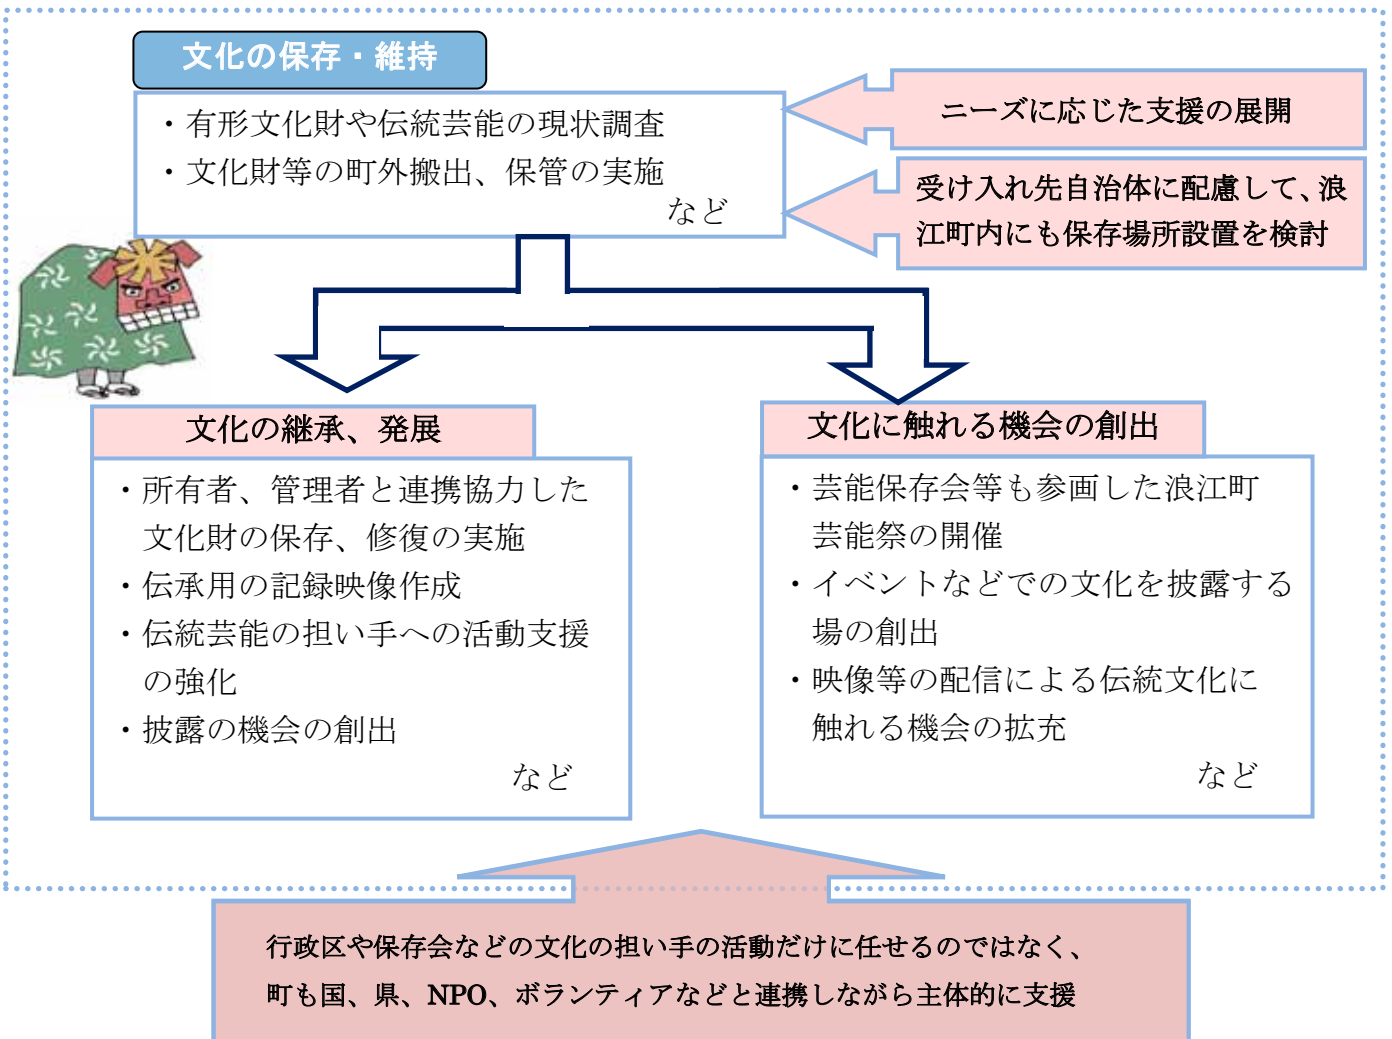 文化の保存・維持
・有形文化財や伝統芸能の現状調査
・文化財等の町外搬出、保管の実施
など
ニーズに応じた支援の展開
受け入れ先自治体に配慮して、浪
江町内にも保存場所設置を検討
文化の継承、発展
・所有者、管理者と連携協力した
文化財の保存、修復の実施
・伝承用の記録映像作成
・伝統芸能の担い手への活動支援
の強化
・披露の機会の創出
など
文化に触れる機会の創出
・芸能保存会等も参画した浪江町
芸能祭の開催
・イベントなどでの文化を披露する
場の創出
・映像等の配信による伝統文化に
触れる機会の拡充
など
行政区や保存会などの文化の担い手の活動だけに任せるのではなく、
町も国、県、NPO、ボランティアなどと連携しながら主体的に支援